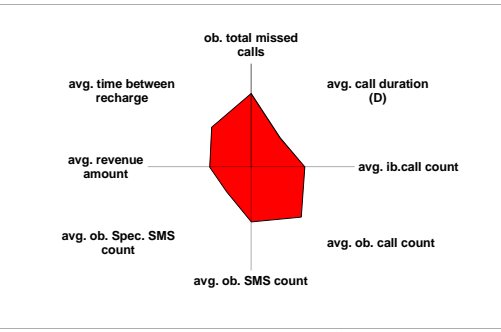 ob. total missed
calls
avg. time between
recharge
avg. call duration
(D)
avg. revenue
amount
avg. ib.call count
avg. ob. Spec. SMS
count
avg. ob. call count
avg. ob. SMS count